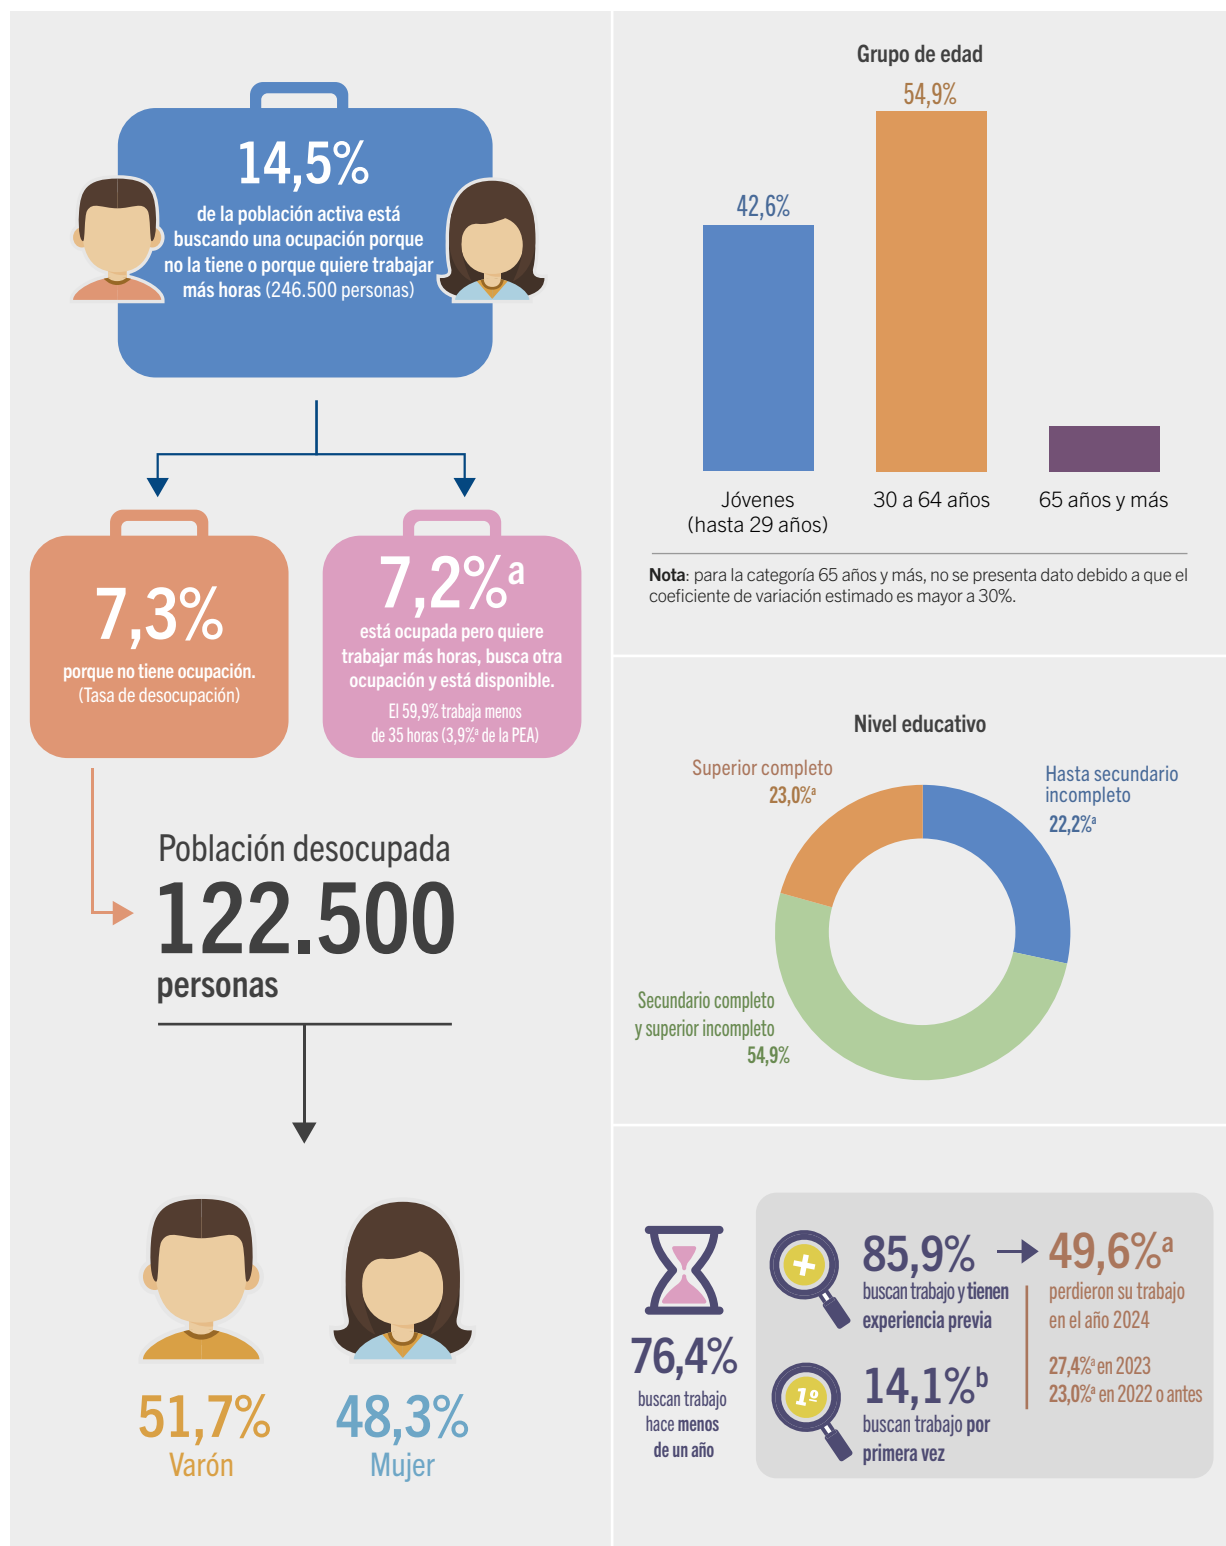 14,5%
de la población activa está
buscando una ocupación porque
no la tiene o porque quiere trabajar
más horas (246.500 personas)
7,3%
porque no tiene ocupación.
(Tasa de desocupación)
7,2%ª
está ocupada pero quiere
trabajar más horas, busca otra
ocupación y está disponible.
El 59,9% trabaja menos
de 35 horas (3,9%ª de la PEA)
Población desocupada
122.500
personas
51,7%
Varón
48,3%
Mujer
Grupo de edad
54,9%
42,6%
Jóvenes
(hasta 29 años)
30 a 64 años
65 años y más
Nota: para la categoría 65 años y más, no se presenta dato debido a que el
coeficiente de variación estimado es mayor a 30%.
Nivel educativo
Superior completo
23,0%ª
Hasta secundario
incompleto
22,2%ª
Secundario completo
y superior incompleto
54,9%
76,4%
buscan trabajo
hace menos
de un año
85,9%
buscan trabajo y tienen
experiencia previa
1º
14,1%ᵇ
buscan trabajo por
primera vez
49,6%ª
perdieron su trabajo
en el año 2024
27,4%ª en 2023
23,0%ª en 2022 o antes